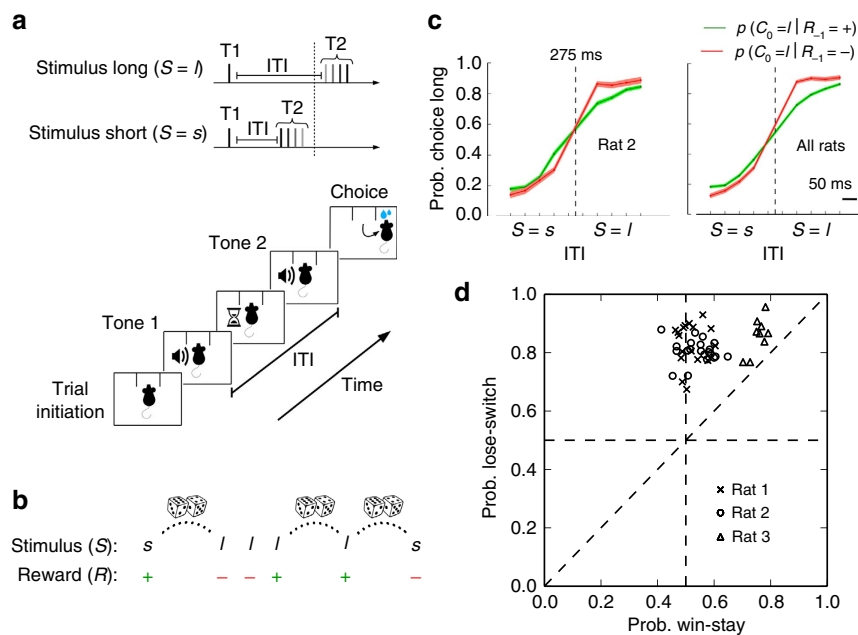 a
T1
ITI
T2
Stimulus long (S = l)
T1
ITI
T2
Stimulus short (S = s)
Choice
Tone 2
Tone 1
ITI
Trial
initiation
Time
b
Stimulus (S): s l l l l s
Reward (R): + − − + + −
c
p (C0 = l | R−1 = +)
p (C0 = l | R−1 = −)
275 ms
Prob. choice long
1.0
0.8
0.6
0.4
0.2
0.0
Rat 2
All rats
50 ms
S = s S = l
ITI
S = s S = l
ITI
d
Prob. lose-switch
1.0
0.8
0.6
0.4
0.2
0.0
Rat 1
Rat 2
Rat 3
0.0 0.2 0.4 0.6 0.8 1.0
Prob. win-stay